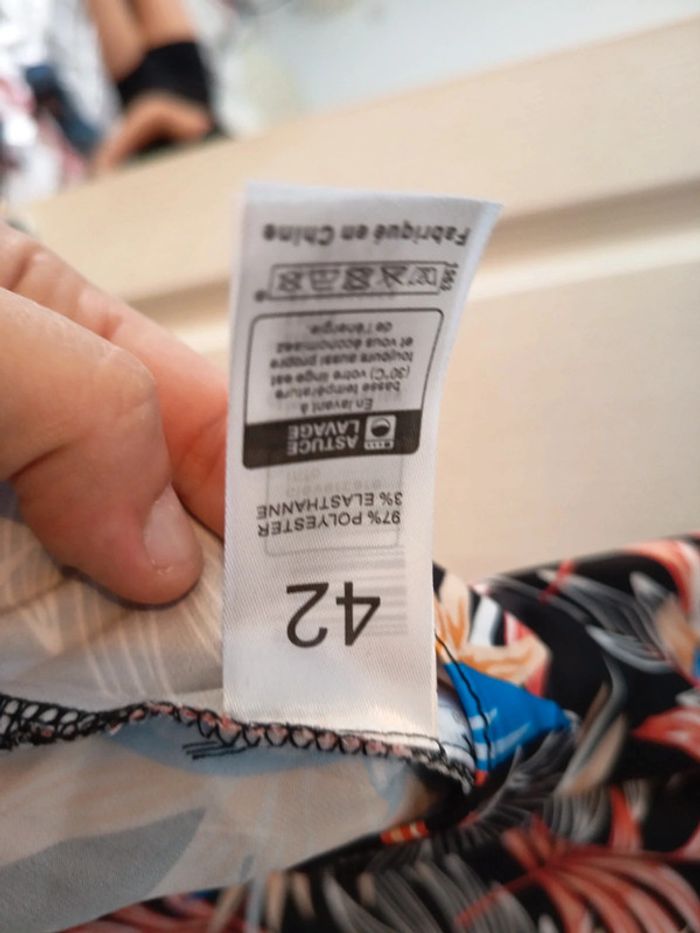 42
97% POLYESTER
3% ELASTHANNE
ASTUCE
LAVAGE
En lavant à
basse température
(30°C) votre linge est
toujours aussi propre
et vous économisez
de l'énergie.
Fabriqué en Chine